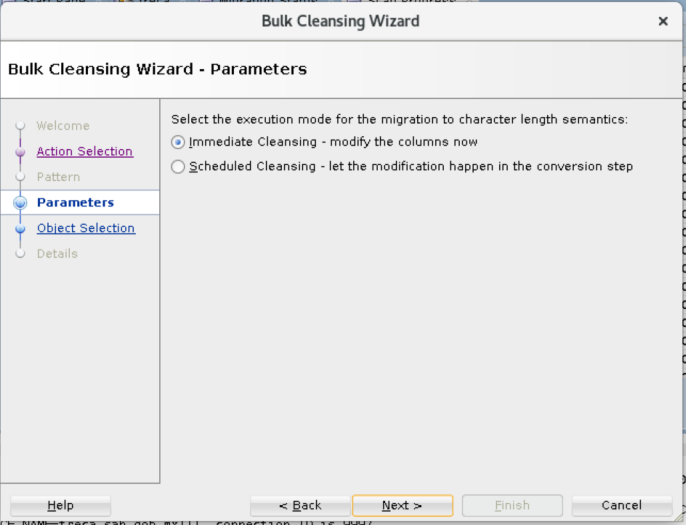 Bulk Cleansing Wizard
Bulk Cleansing Wizard - Parameters
Welcome
Action Selection
Pattern
Parameters
Object Selection
Details
Select the execution mode for the migration to character length semantics:
Immediate Cleansing - modify the columns now
Scheduled Cleansing - let the modification happen in the conversion step
Help
< Back
Next >
Finish
Cancel